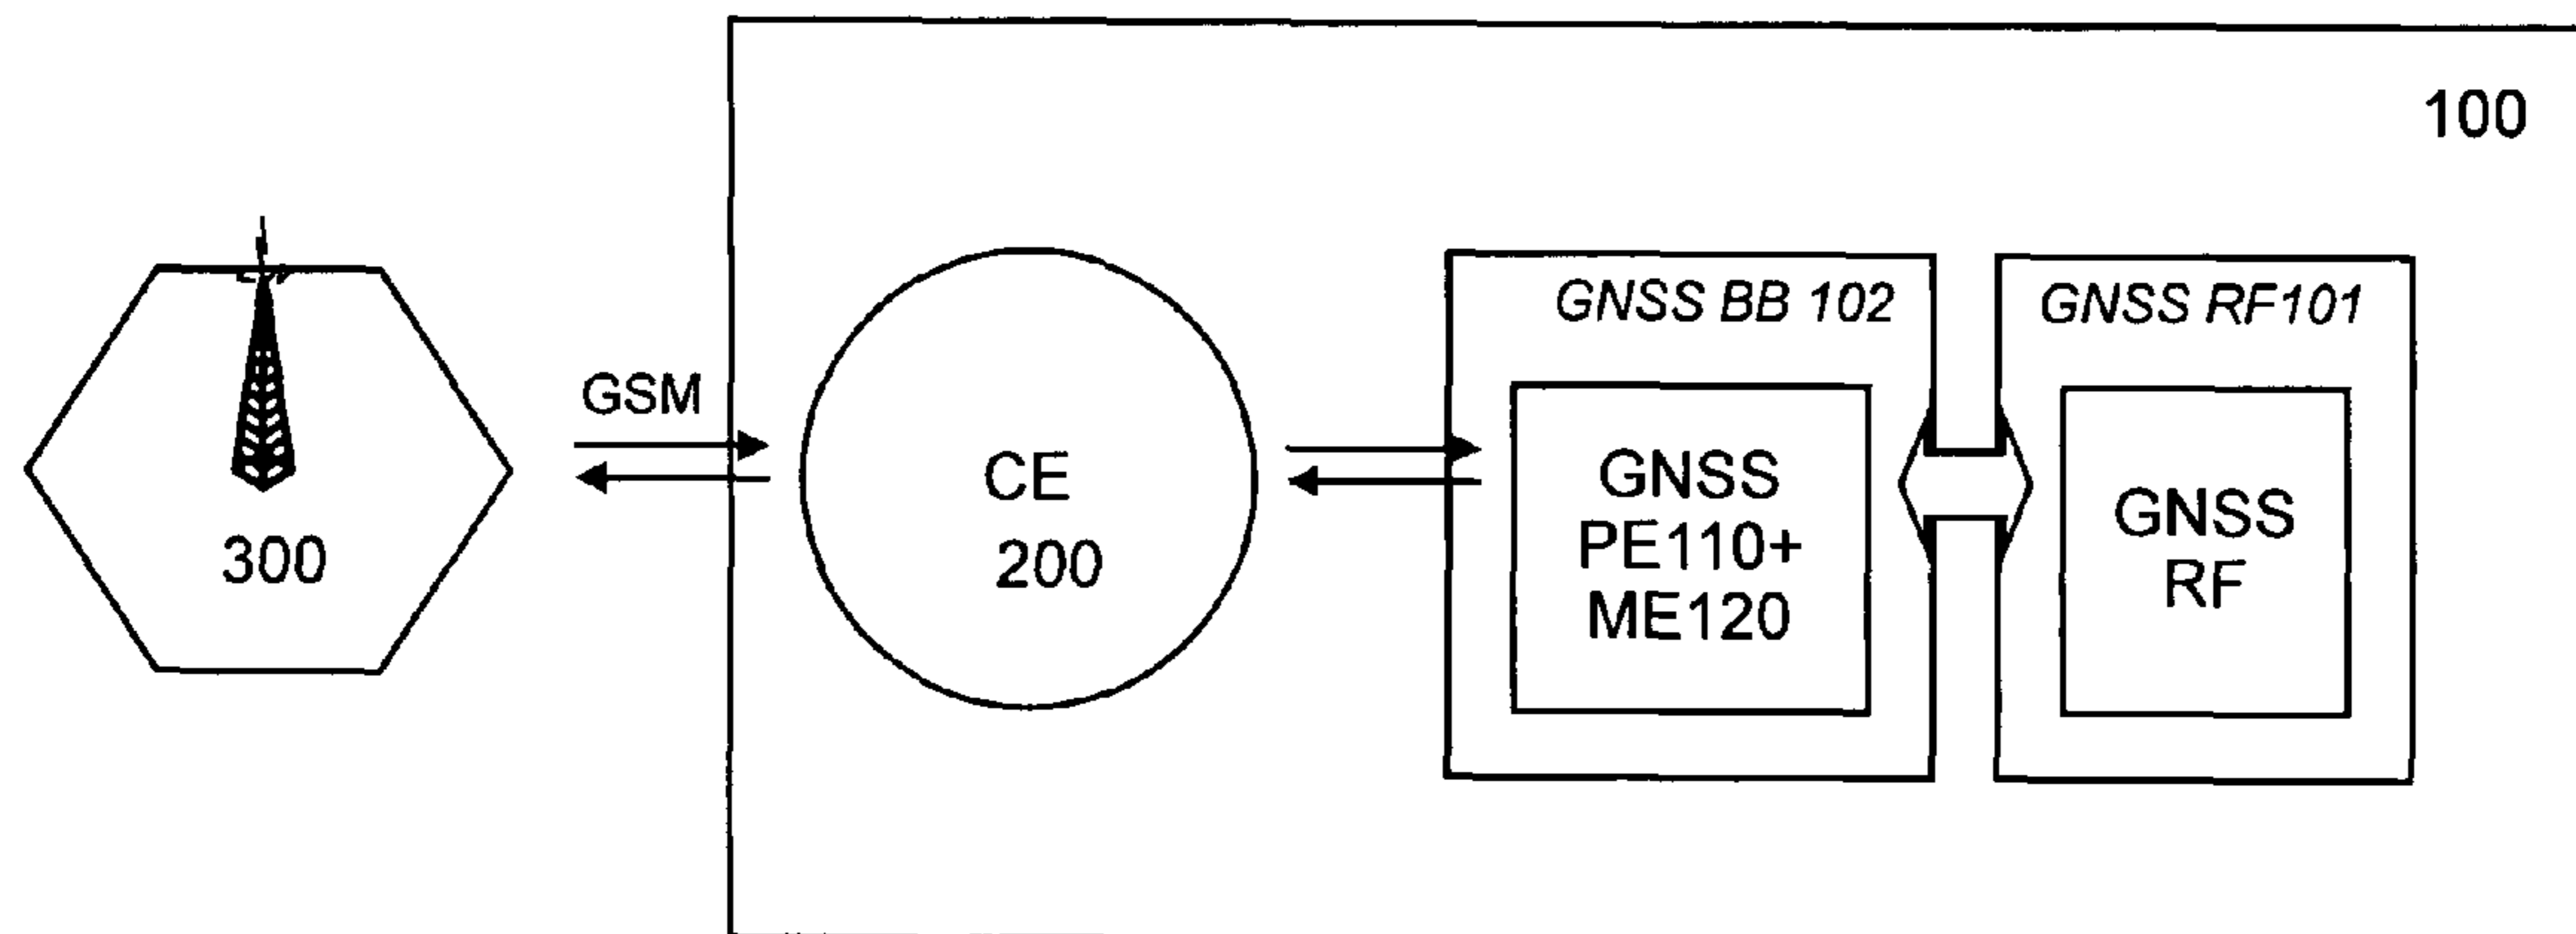 100
GNSS BB 102
GNSS RF101
GSM
CE
200
300
GNSS
PE110+
ME120
GNSS
RF